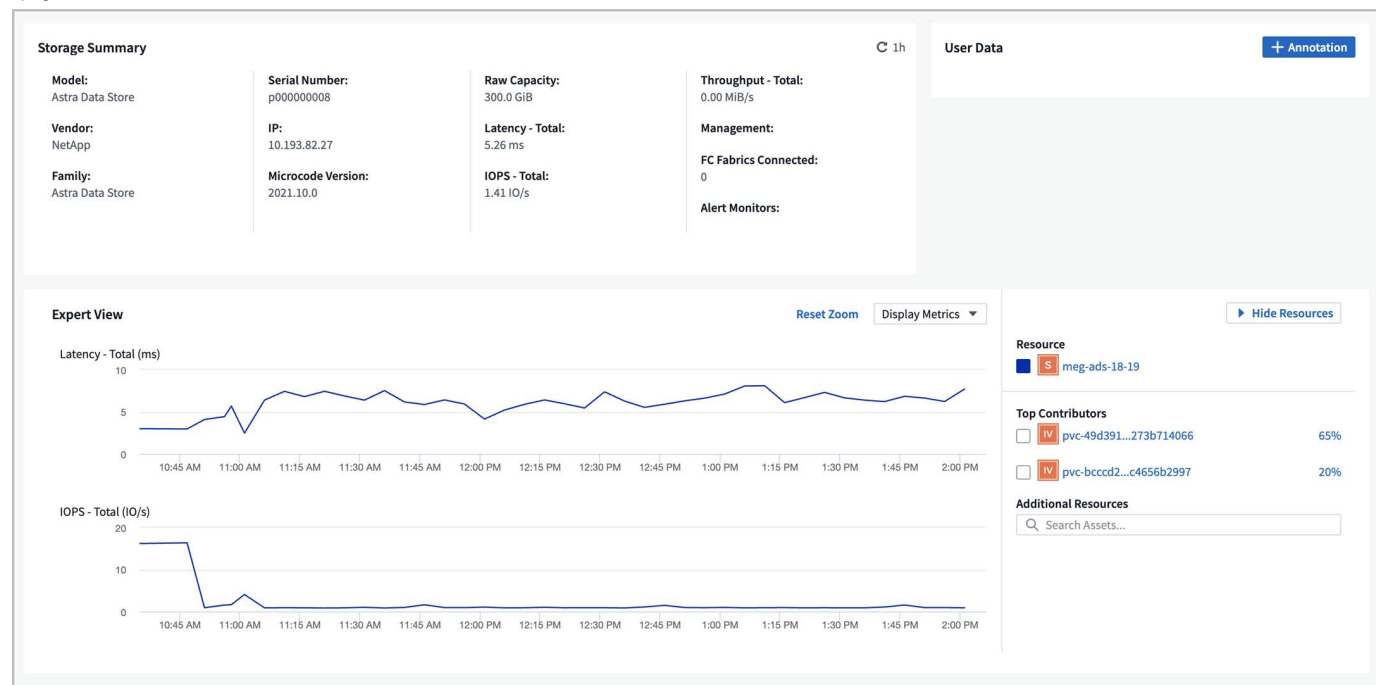 Storage Summary
1h
Model:
Astra Data Store
Serial Number:
p000000008
Raw Capacity:
300.0 GiB
Throughput - Total:
0.00 MiB/s
Vendor:
NetApp
IP:
10.193.82.27
Latency - Total:
5.26 ms
Management:
Family:
Astra Data Store
Microcode Version:
2021.10.0
IOPS - Total:
1.41 IO/s
FC Fabrics Connected:
0
Alert Monitors:
User Data
+ Annotation
Expert View
Reset Zoom
Display Metrics
Latency - Total (ms)
10
5
0
10:45 AM 11:00 AM 11:15 AM 11:30 AM 11:45 AM 12:00 PM 12:15 PM 12:30 PM 12:45 PM 1:00 PM 1:15 PM 1:30 PM 1:45 PM 2:00 PM
IOPS - Total (IO/s)
20
10
0
10:45 AM 11:00 AM 11:15 AM 11:30 AM 11:45 AM 12:00 PM 12:15 PM 12:30 PM 12:45 PM 1:00 PM 1:15 PM 1:30 PM 1:45 PM 2:00 PM
Hide Resources
Resource
S meg-ads-18-19
Top Contributors
IV pvc-49d391...273b714066 65%
IV pvc-bcccd2...c4656b2997 20%
Additional Resources
Search Assets...